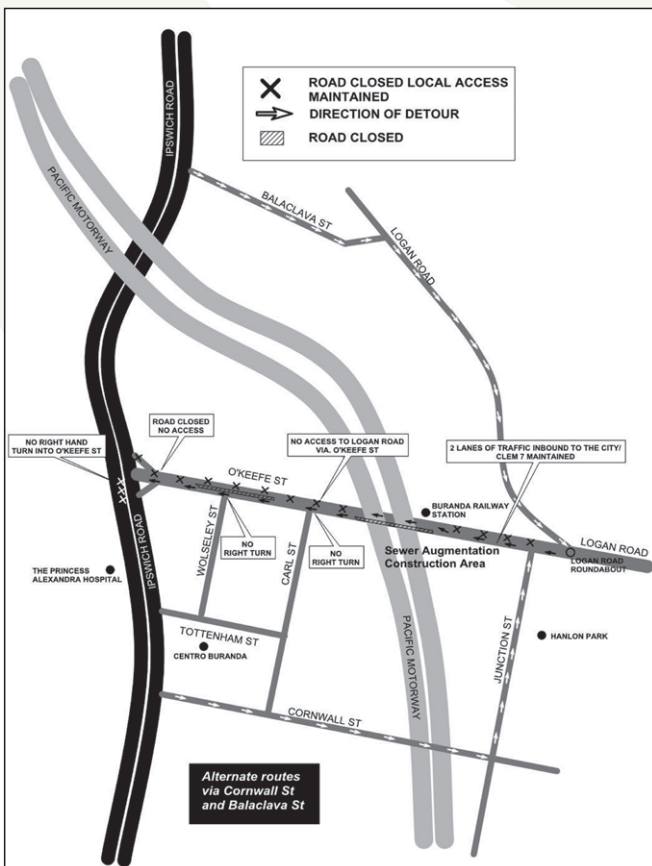 ROAD CLOSED LOCAL ACCESS
MAINTAINED
DIRECTION OF DETOUR
ROAD CLOSED
IPSWICH ROAD
PACIFIC MOTORWAY
BALACLAVA ST
LOGAN ROAD
NO RIGHT HAND
TURN INTO O'KEEFE ST
ROAD CLOSED
NO ACCESS
O'KEEFE ST
NO ACCESS TO LOGAN ROAD
VIA. O'KEEFE ST
2 LANES OF TRAFFIC INBOUND TO THE CITY/
CLEM 7 MAINTAINED
BURANDA RAILWAY
STATION
LOGAN ROAD
LOGAN ROAD
ROUNDABOUT
Sewer Augmentation
Construction Area
NO
RIGHT TURN
NO
RIGHT TURN
WOLSELEY ST
CARL ST
THE PRINCESS
ALEXANDRA HOSPITAL
IPSWICH ROAD
TOTTENHAM ST
CENTRO BURANDA
PACIFIC MOTORWAY
JUNCTION ST
HANLON PARK
CORNWALL ST
Alternate routes
via Cornwall St
and Balaclava St